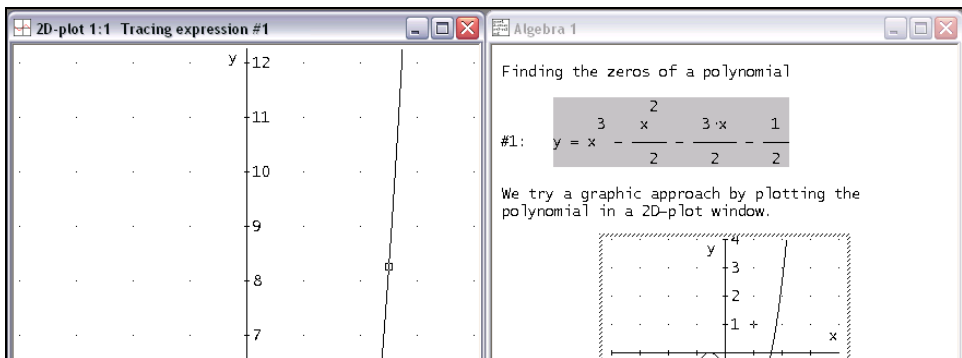 2D-plot 1:1 Tracing expression #1
y
12
11
10
9
8
7
Algebra 1
Finding the zeros of a polynomial
#1: y = x³ - x²/2 - 3·x/2 - 1/2
We try a graphic approach by plotting the
polynomial in a 2D-plot window.
y
4
3
2
1
x